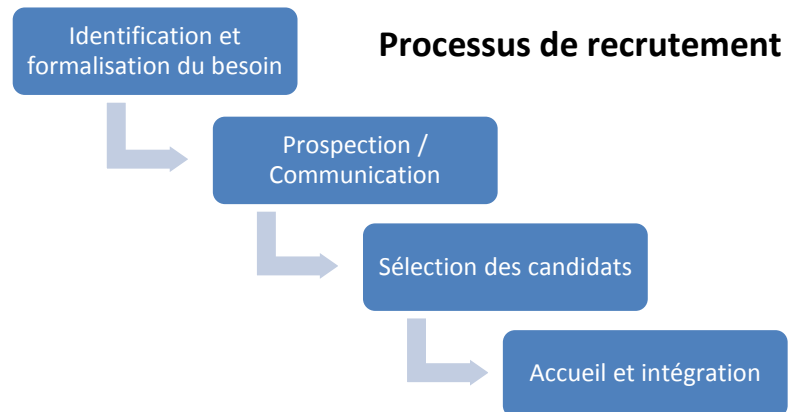 Identification et
formalisation du besoin
Processus de recrutement
Prospection /
Communication
Sélection des candidats
Accueil et intégration